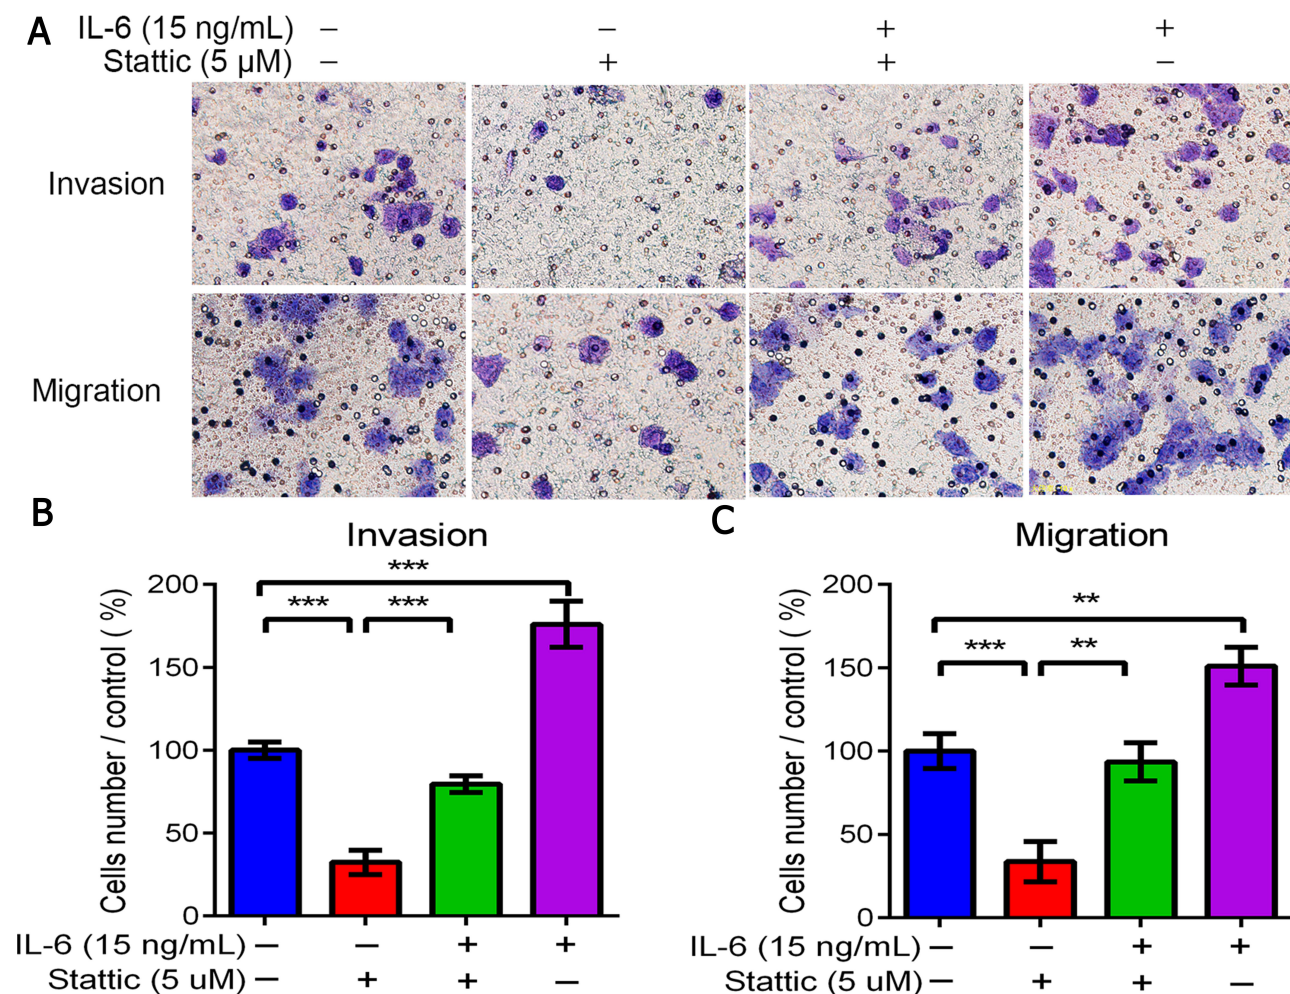 A
IL-6 (15 ng/mL) – – + +
Stattic (5 µM) – + + –
Invasion
Migration
B
Invasion
***
*** ***
200
150
100
50
0
Cells number / control ( %)
IL-6 (15 ng/mL) – – + +
Stattic (5 uM) – + + –
C
Migration
**
*** **
200
150
100
50
0
Cells number / control ( %)
IL-6 (15 ng/mL) – – + +
Stattic (5 uM) – + + –